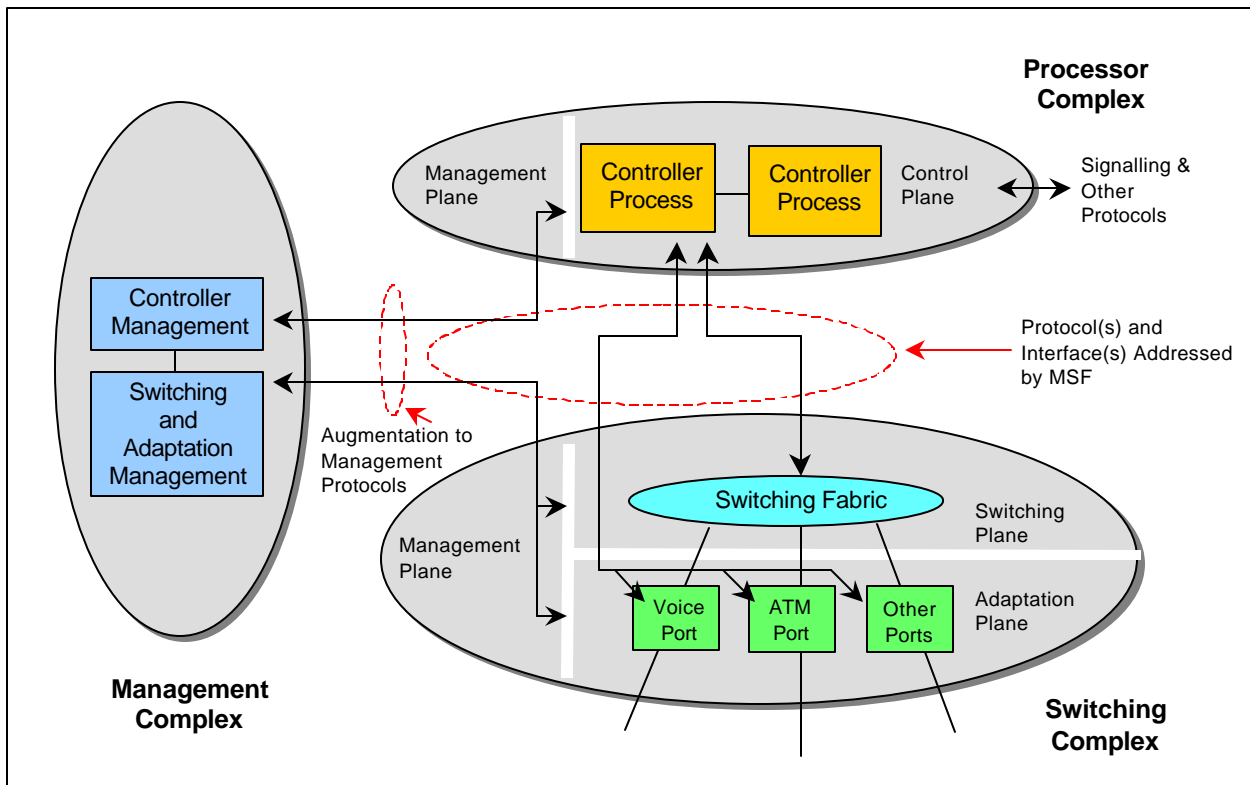 Processor
Complex
Management
Plane
Controller
Process
Controller
Process
Control
Plane
Signalling &
Other
Protocols
Controller
Management
Switching
and
Adaptation
Management
Augmentation to
Management
Protocols
Protocol(s) and
Interface(s) Addressed
by MSF
Switching Fabric
Switching
Plane
Management
Plane
Voice
Port
ATM
Port
Other
Ports
Adaptation
Plane
Management
Complex
Switching
Complex